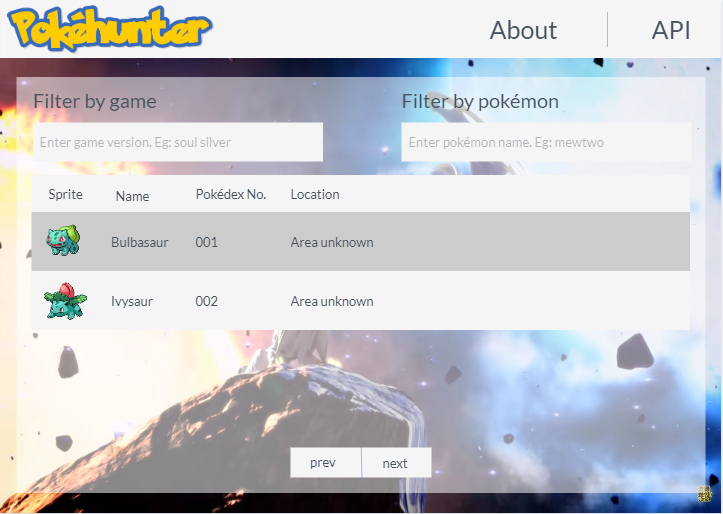 Pokéhunter
About API
Filter by game Filter by pokémon
Enter game version. Eg: soul silver Enter pokémon name. Eg: mewtwo
Sprite Name Pokédex No. Location
Bulbasaur 001 Area unknown
Ivysaur 002 Area unknown
prev next